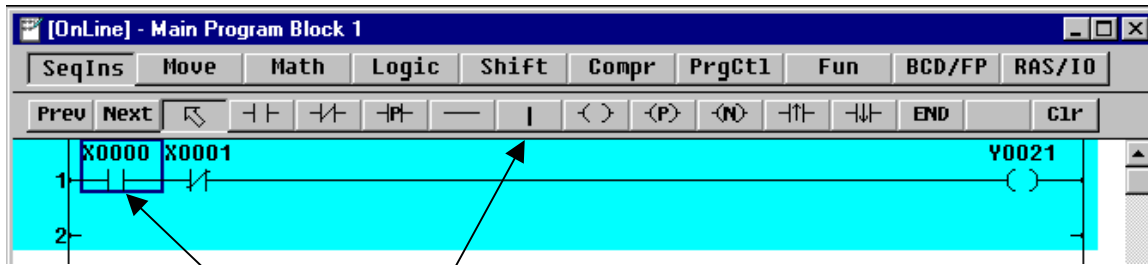 [OnLine] - Main Program Block 1
SeqIns Move Math Logic Shift Compr PrgCtl Fun BCD/FP RAS/IO
Prev Next (P) (N) END Clr
X0000 X0001 Y0021
1
2